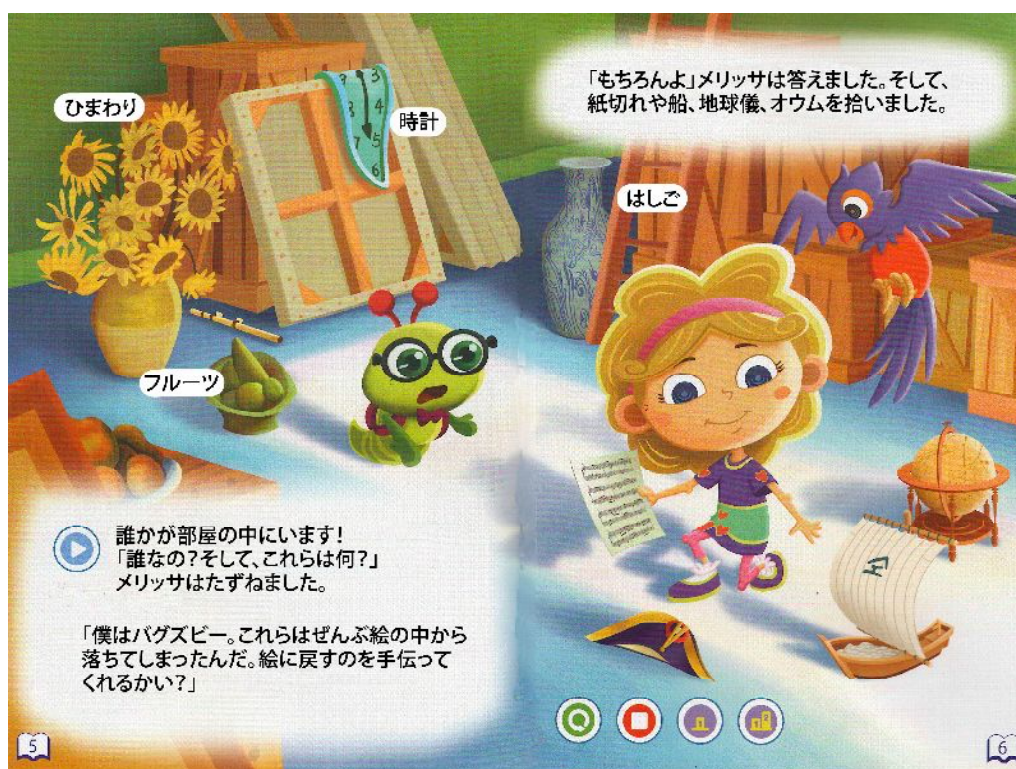 ひまわり
時計
フルーツ
誰かが部屋の中にいます!
「誰なの?そして、これらは何?」
メリッサはたずねました。
「僕はバグズビー。これらはぜんぶ絵の中から
落ちてしまったんだ。絵に戻すのを手伝って
くれるかい?」
5
「もちろんよ」メリッサは答えました。そして、
紙切れや船、地球儀、オウムを拾いました。
はしご
6